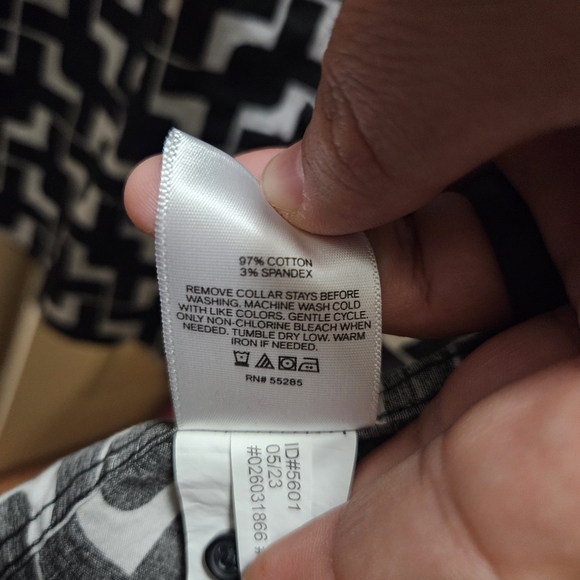 97% COTTON
3% SPANDEX
REMOVE COLLAR STAYS BEFORE
WASHING. MACHINE WASH COLD
WITH LIKE COLORS. GENTLE CYCLE.
ONLY NON-CHLORINE BLEACH WHEN
NEEDED. TUMBLE DRY LOW. WARM
IRON IF NEEDED.
RN# 55285
ID#5601
05/23
#026031866 #